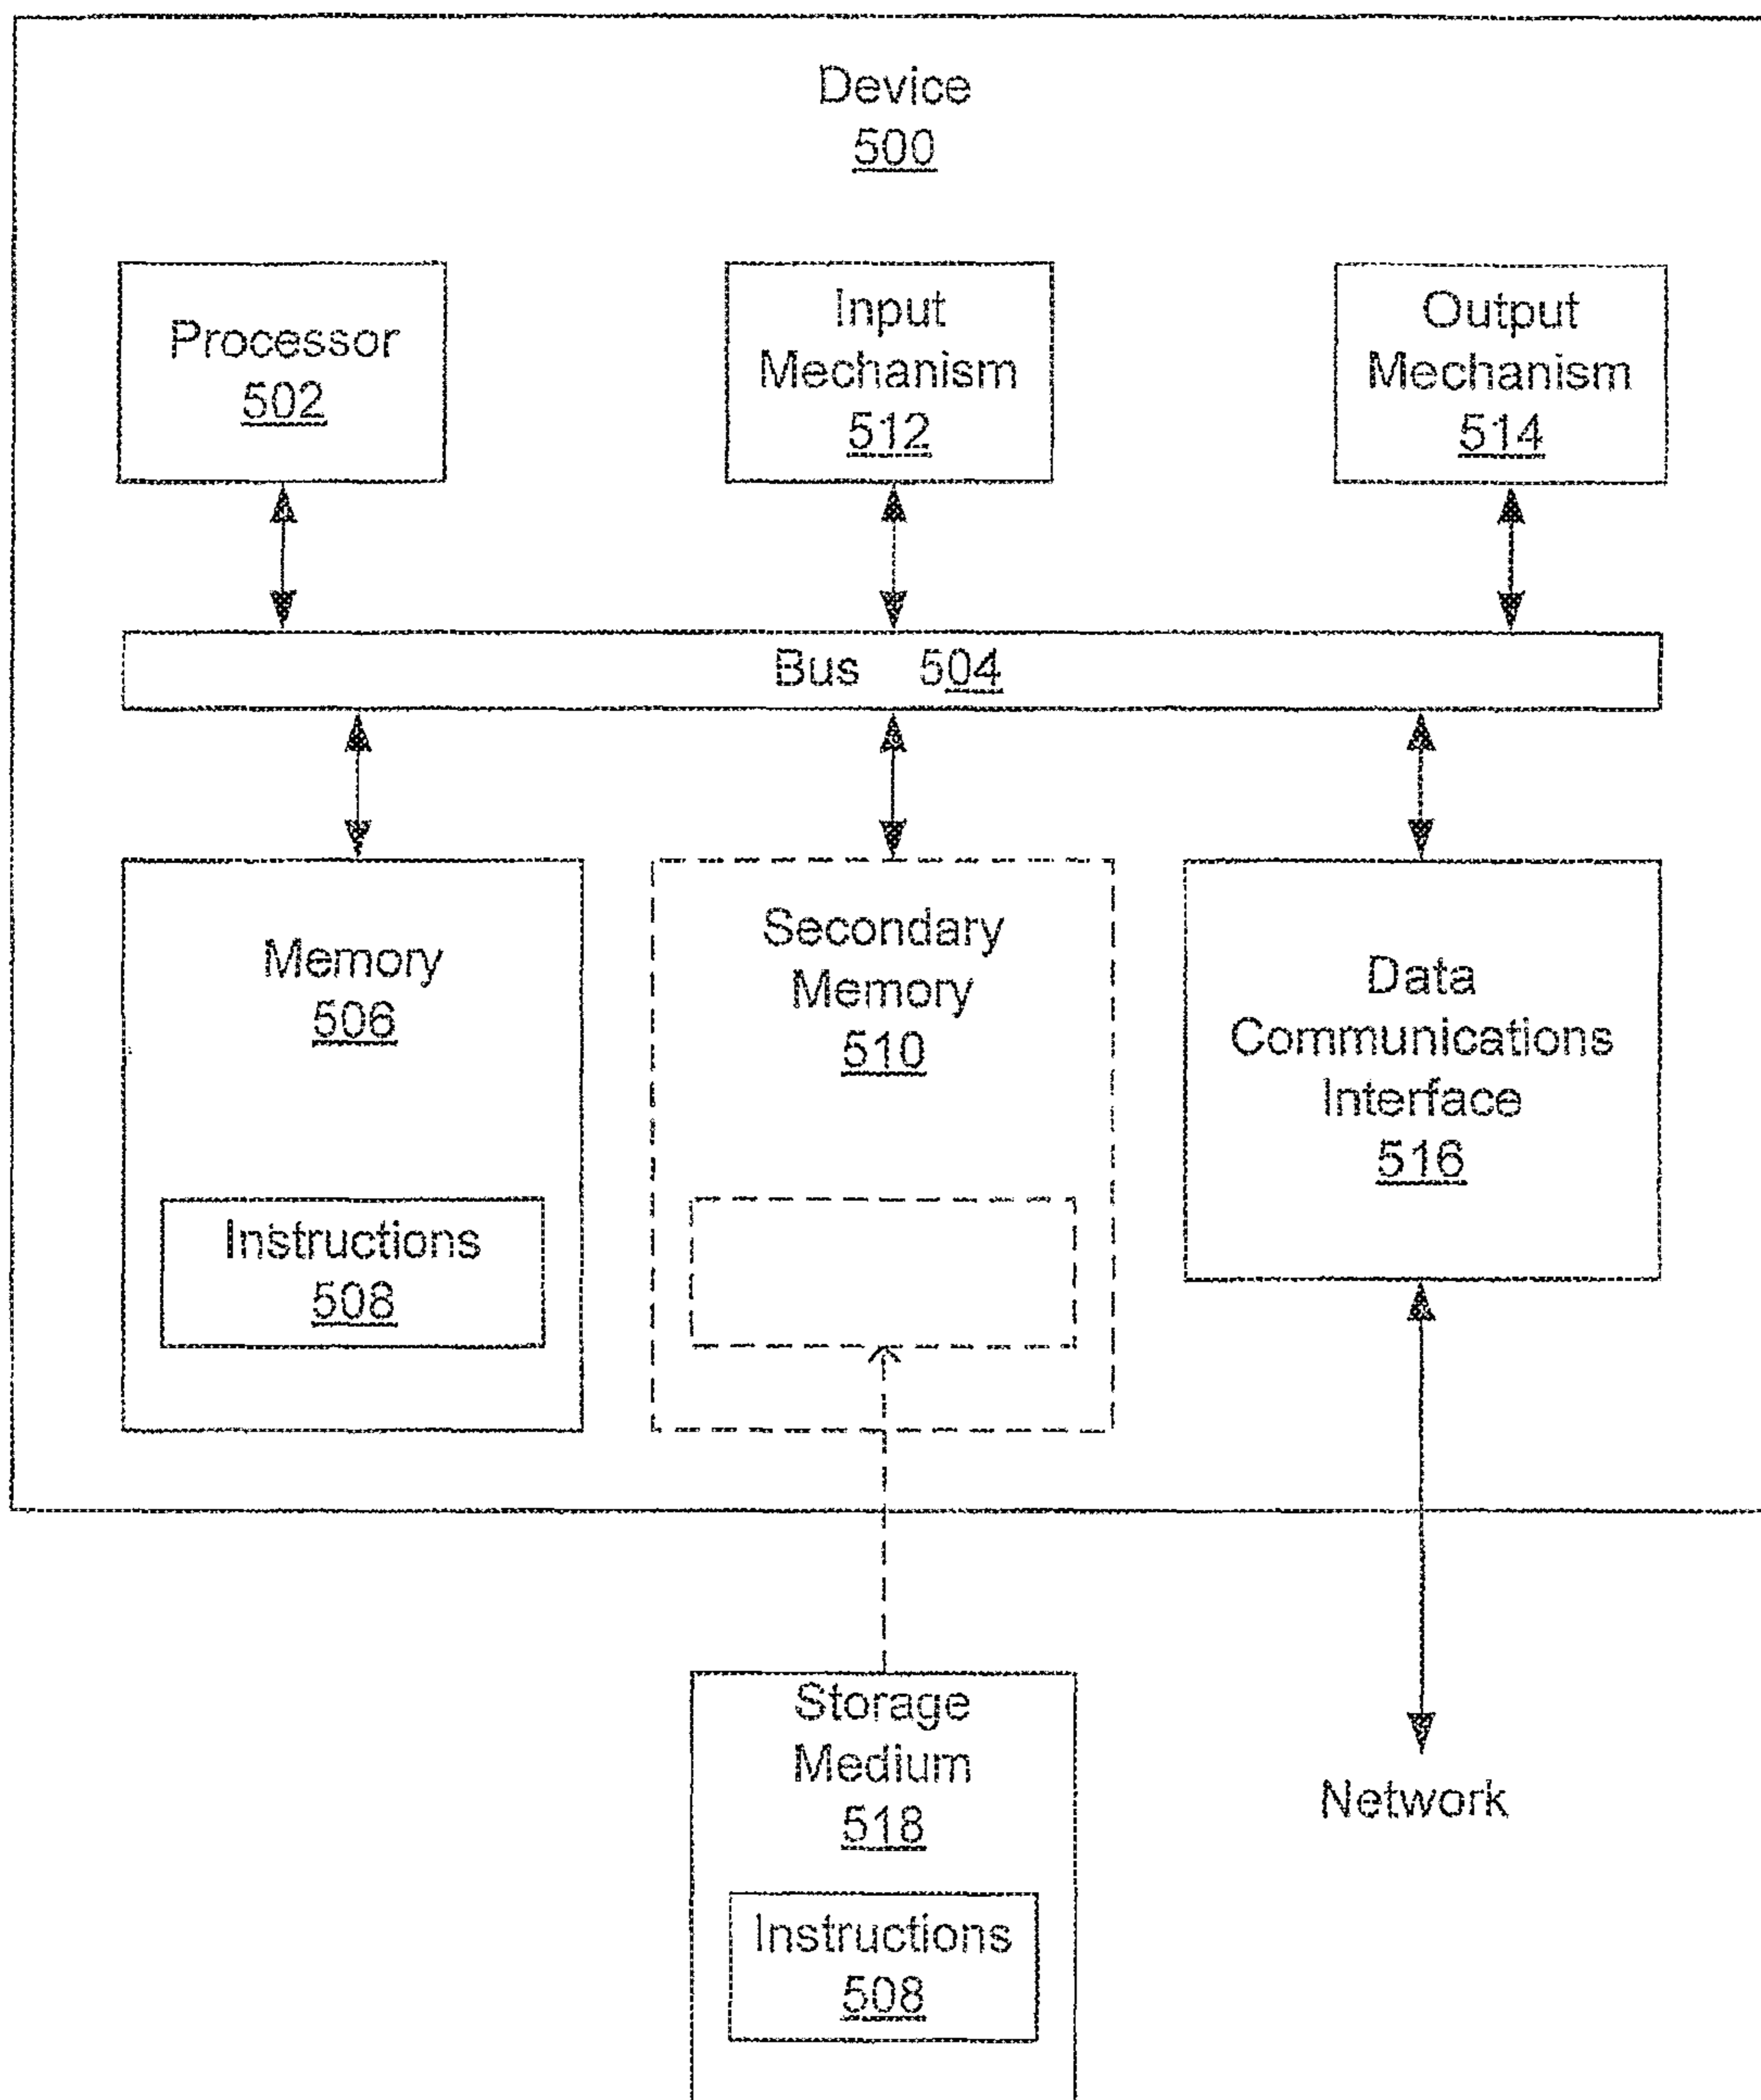 Device
500
Processor
502
Input
Mechanism
512
Output
Mechanism
514
Bus 504
Memory
506
Instructions
508
Secondary
Memory
510
Data
Communications
Interface
516
Storage
Medium
518
Instructions
508
Network